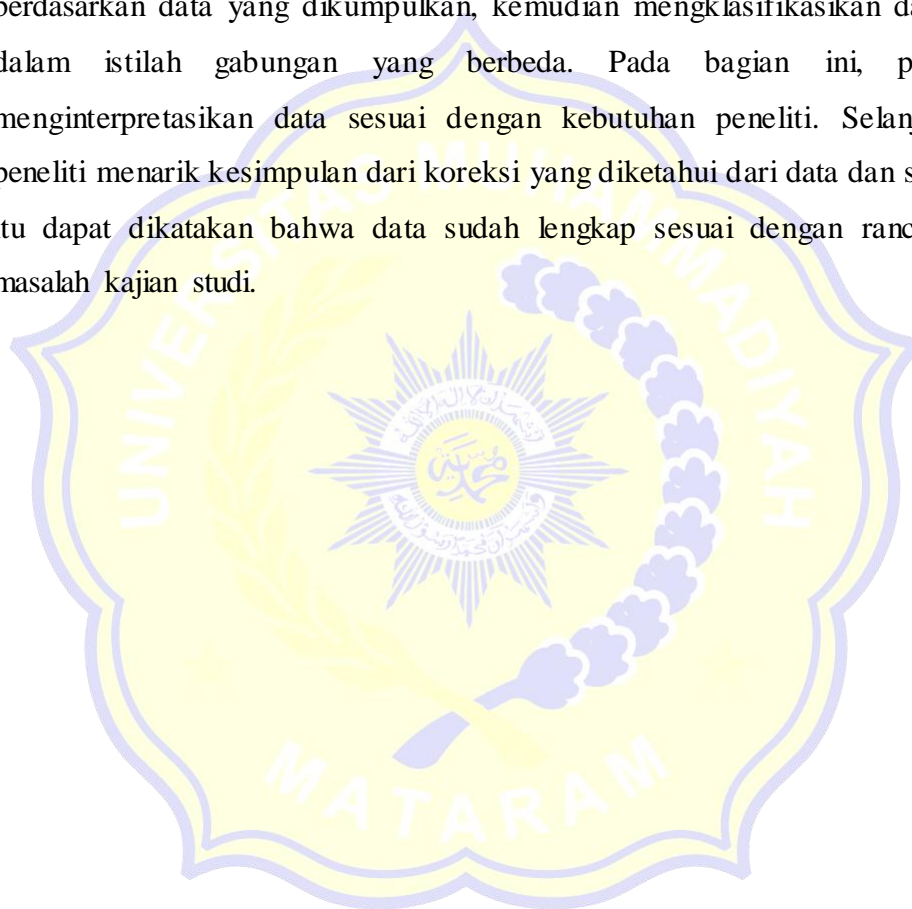 berdasarkan data yang dikumpulkan, kemudian mengklasifikasikan da
dalam istilah gabungan yang berbeda. Pada bagian ini, p
menginterpretasikan data sesuai dengan kebutuhan peneliti. Selanj
peneliti menarik kesimpulan dari koreksi yang diketahui dari data dan s
itu dapat dikatakan bahwa data sudah lengkap sesuai dengan ranc
masalah kajian studi.
UNIVERSITAS MUHAMMADIYAH
محمدية
MATARAM